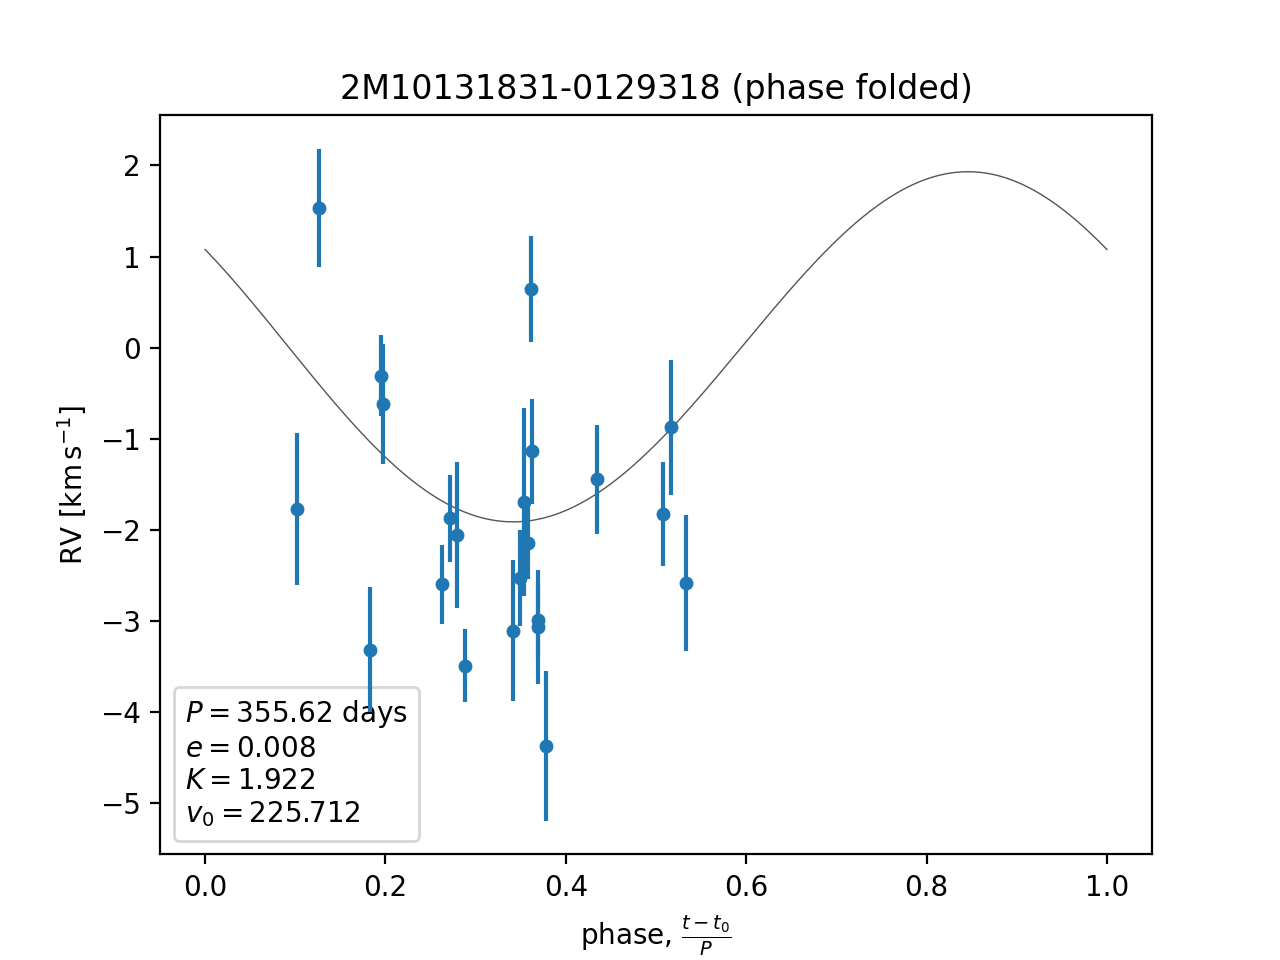 2M10131831-0129318 (phase folded)
RV [km s⁻¹]
2
1
0
−1
−2
−3
−4
−5
P = 355.62 days
e = 0.008
K = 1.922
v₀ = 225.712
0.0 0.2 0.4 0.6 0.8 1.0
phase, (t − t₀)/P